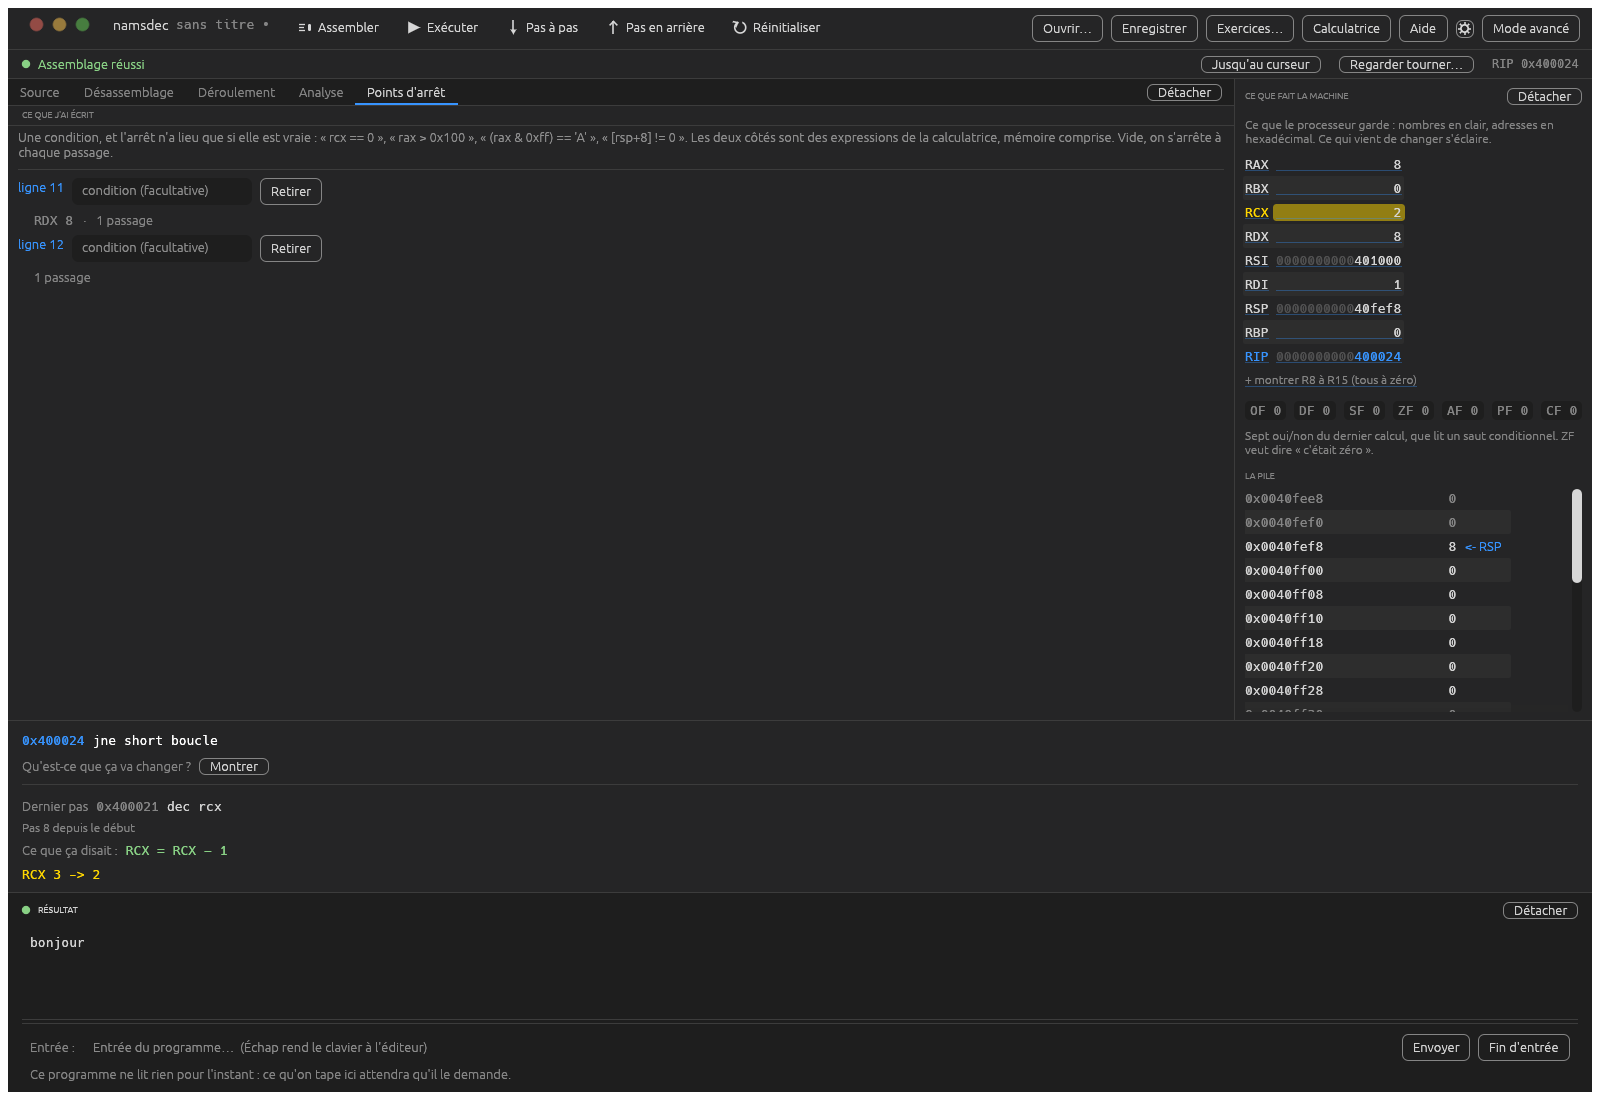 namsdec sans titre •
Assembler
Exécuter
Pas à pas
Pas en arrière
Réinitialiser
Ouvrir…
Enregistrer
Exercices…
Calculatrice
Aide
Mode avancé
Assemblage réussi
Jusqu'au curseur
Regarder tourner…
RIP 0x400024
Source
Désassemblage
Déroulement
Analyse
Points d'arrêt
Détacher
CE QUE J'AI ÉCRIT
Une condition, et l'arrêt n'a lieu que si elle est vraie : « rcx == 0 », « rax > 0x100 », « (rax & 0xff) == 'A' », « [rsp+8] != 0 ». Les deux côtés sont des expressions de la calculatrice, mémoire comprise. Vide, on s'arrête à
chaque passage.
ligne 11 condition (facultative) Retirer
RDX 8 · 1 passage
ligne 12 condition (facultative) Retirer
1 passage
CE QUE FAIT LA MACHINE
Détacher
Ce que le processeur garde : nombres en clair, adresses en
hexadécimal. Ce qui vient de changer s'éclaire.
RAX 8
RBX 0
RCX 2
RDX 8
RSI 0000000000401000
RDI 1
RSP 000000000040fef8
RBP 0
RIP 0000000000400024
+ montrer R8 à R15 (tous à zéro)
OF 0 DF 0 SF 0 ZF 0 AF 0 PF 0 CF 0
Sept oui/non du dernier calcul, que lit un saut conditionnel. ZF
veut dire « c'était zéro ».
LA PILE
0x0040fee8 0
0x0040fef0 0
0x0040fef8 8 <- RSP
0x0040ff00 0
0x0040ff08 0
0x0040ff10 0
0x0040ff18 0
0x0040ff20 0
0x0040ff28 0
0x400024 jne short boucle
Qu'est-ce que ça va changer ? Montrer
Dernier pas 0x400021 dec rcx
Pas 8 depuis le début
Ce que ça disait : RCX = RCX − 1
RCX 3 -> 2
RÉSULTAT
Détacher
bonjour
Entrée : Entrée du programme… (Échap rend le clavier à l'éditeur)
Envoyer
Fin d'entrée
Ce programme ne lit rien pour l'instant : ce qu'on tape ici attendra qu'il le demande.